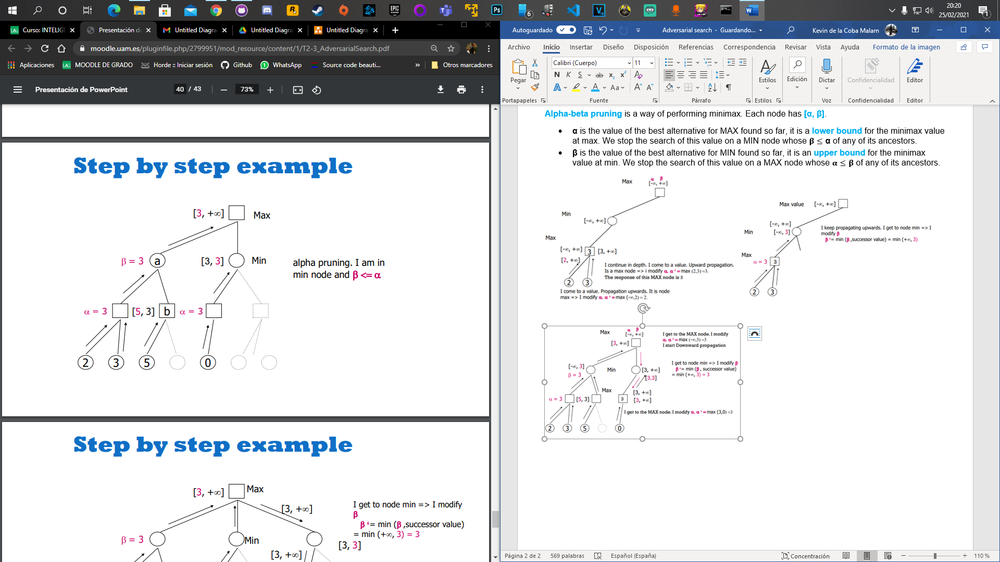 20:20
25/02/2021
Curso: INTELIG
Presentación de
Untitled Diagra
Untitled Diagra
Untitled Diagra
moodle.uam.es/pluginfile.php/2799951/mod_resource/content/1/T2-3_AdversarialSearch.pdf
Aplicaciones
MOODLE DE GRADO
Horde :: Iniciar sesión
Github
WhatsApp
Source code beauti...
»
Otros marcadores
Presentación de PowerPoint
40 / 43
73%
Step by step example
[3, +∞]
Max
β = 3
a
[3, 3]
Min
alpha pruning. I am in
min node and β <= α
α = 3
[5, 3]
b
α = 3
2
3
5
0
Step by step example
[3, +∞]
Max
[3, +∞]
I get to node min => I modify
β
β '= min (β ,successor value)
= min (+∞, 3) = 3
β = 3
Min
[3, 3]
[3, +∞]
Autoguardado
Adversarial search - Guardando...
Kevin de la Coba Malam
Archivo
Inicio
Insertar
Diseño
Disposición
Referencias
Correspondencia
Revisar
Vista
Ayuda
Formato de la imagen
Pegar
Calibri (Cuerpo)
11
N K S ab x₂ x²
A A Aa A A
Estilos
Edición
Dictar
Confidencialidad
Editor
Portapapeles
Fuente
Párrafo
Estilos
Voz
Confidencialidad
Editor
Alpha-beta pruning is a way of performing minimax. Each node has [α, β].
• α is the value of the best alternative for MAX found so far, it is a lower bound for the minimax value
at max. We stop the search of this value on a MIN node whose β ≤ α of any of its ancestors.
• β is the value of the best alternative for MIN found so far, it is an upper bound for the minimax
value at min. We stop the search of this value on a MAX node whose α ≤ β of any of its ancestors.
α β
Max
[-∞, +∞]
Min
[-∞, +∞]
Max
[-∞, +∞]
3
[3, +∞]
[2, +∞]
I continue in depth. I come to a value. Upward propagation.
Is a max node => i modify α. α ' = max (2,3) =3.
The response of this MAX node is 3
2
3
I come to a value. Propagation upwards. It is node
max => I modify α. α ' = max (-∞,2) = 2.
Max value
[-∞, +∞]
[-∞, +∞]
Min
[-∞, 3]
I keep propagating upwards. I get to node min => I
modify β
β '= min (β ,successor value) = min (+∞, 3)
Max
α = 3
3
2
3
α β
Max
[-∞, +∞]
[3, +∞]
I get to the MAX node. I modify
α. α ' = max (-∞,3) =3
I start Downward propagation
[-∞, 3]
β = 3
Min
[3, +∞]
[3,3]
I get to node min => I modify β
β '= min (β , successor value)
= min (+∞, 3) = 3
Max
[3, +∞]
α = 3
[5, 3]
3
[3, +∞]
I get to the MAX node. I modify α. α ' = max (3,0) =3
2
3
5
0
Página 2 de 2
569 palabras
Español (España)
Concentración
110 %